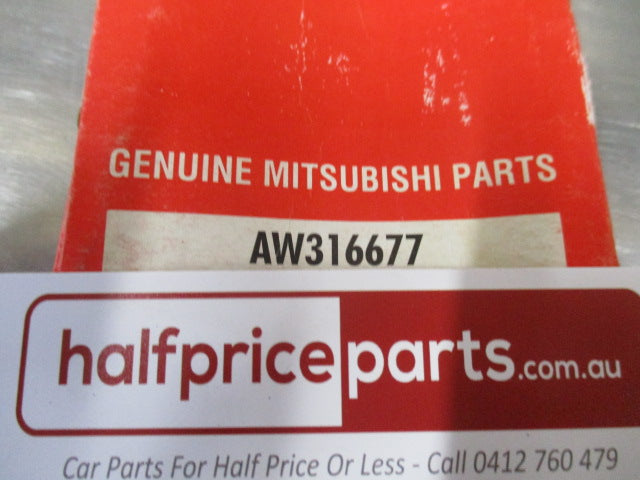 GENUINE MITSUBISHI PARTS
AW316677
halfpriceparts.com.au
Car Parts For Half Price Or Less - Call 0412 760 479